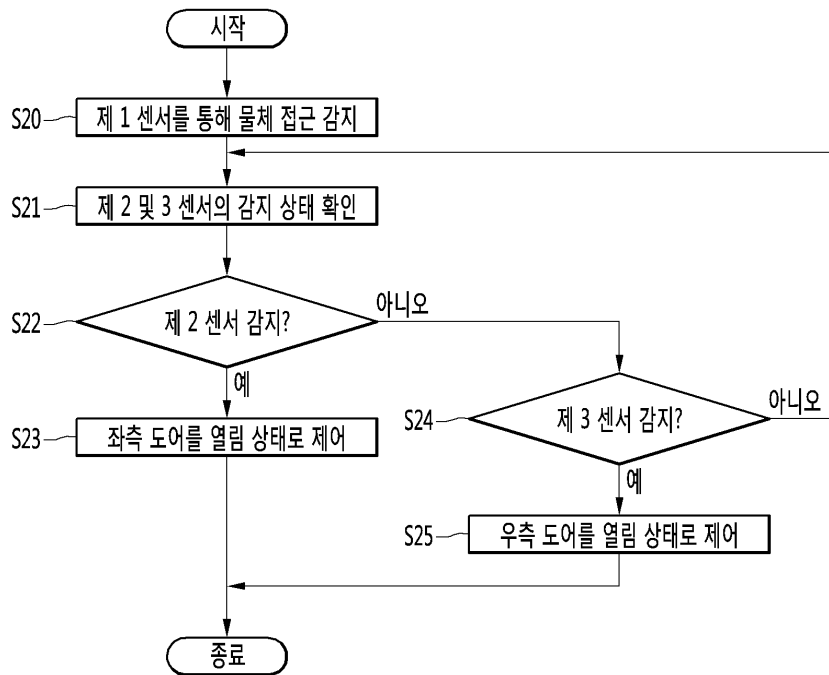 시작
S20 제 1 센서를 통해 물체 접근 감지
S21 제 2 및 3 센서의 감지 상태 확인
S22 제 2 센서 감지?
아니오
예
S23 좌측 도어를 열림 상태로 제어
S24 제 3 센서 감지?
아니오
예
S25 우측 도어를 열림 상태로 제어
종료